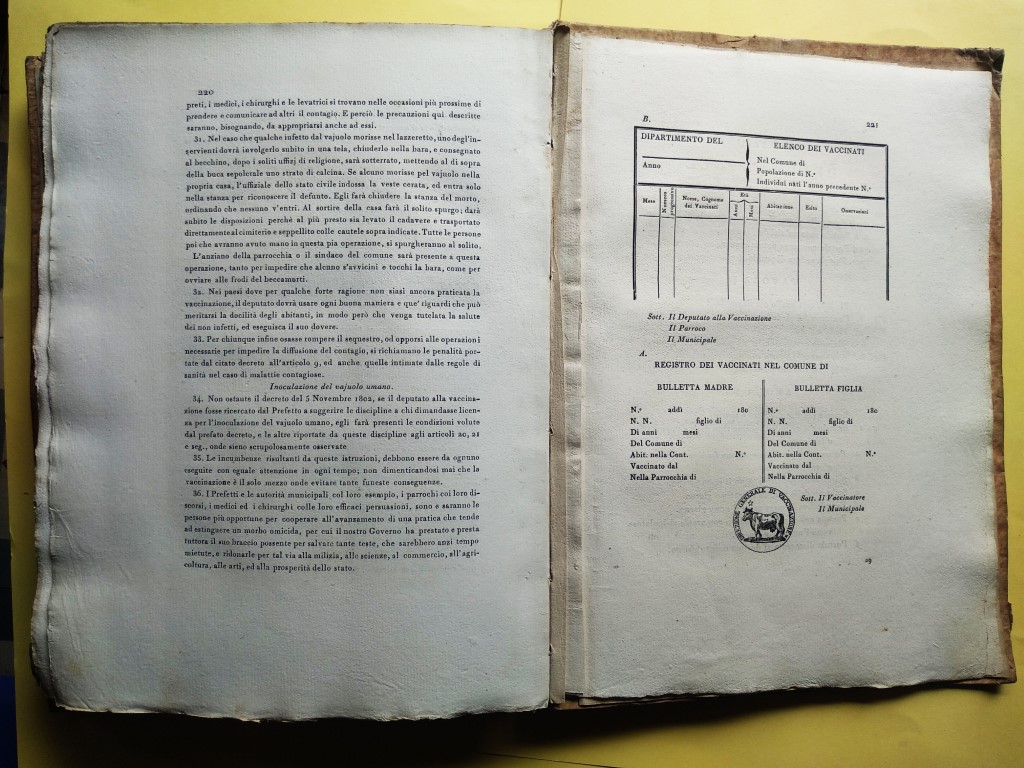 220
preti, i medici, i chirurghi e le levatrici si trovano nelle occasioni più prossime di
prendere e comunicare ad altri il contagio. E perciò le precauzioni qui descritte
saranno, bisognando, da appropriarsi anche ad essi.
31. Nel caso che qualche infetto dal vajuolo morisse nel lazzeretto, uno degl'in-
servienti dovrà involgerlo subito in una tela, chiuderlo nella bara, e consegnato
al becchino, dopo i soliti uffizj di religione, sarà sotterrato, mettendo al di sopra
della buca sepolcrale uno strato di calcina. Se alcuno morisse pel vajuolo nella
propria casa, l'uffiziale dello stato civile indossa la veste cerata, ed entra solo
nella stanza per riconoscere il defunto. Egli farà chiudere la stanza del morto,
ordinando che nessuno v'entri. Al sortire della casa farà il solito spurgo; darà
subito le disposizioni perchè al più presto sia levato il cadavere e trasportato
direttamente al cimiterio e seppellito colle cautele sopra indicate. Tutte le persone
poi che avranno avuto mano in questa pia operazione, si spurgheranno al solito.
L'anziano della parrocchia o il sindaco del comune sarà presente a questa
operazione, tanto per impedire che alcuno s'avvicini e tocchi la bara, come per
ovviare alle frodi del beccamorti.
32. Nei paesi dove per qualche forte ragione non siasi ancora praticata la
vaccinazione, il deputato dovrà usare ogni buona maniera e que' riguardi che può
meritarsi la docilità degli abitanti, in modo però che venga tutelata la salute
dei non infetti, ed eseguisca il suo dovere.
33. Per chiunque infine osasse rompere il sequestro, od opporsi alle operazioni
necessarie per impedire la diffusione del contagio, si richiamano le penalità por-
tate dal citato decreto all'articolo 9, ed anche quelle intimate dalle regole di
sanità nel caso di malattie contagiose.
Inoculazione del vajuolo umano.
34. Non ostante il decreto del 5 Novembre 1802, se il deputato alla vaccina-
zione fosse ricercato dal Prefetto a suggerire le discipline a chi dimandasse licen-
za per l'inoculazione del vajuolo umano, egli farà presenti le condizioni volute
dal prefato decreto, e le altre riportate da queste discipline agli articoli 20, 21
e seg., onde sieno scrupolosamente osservate
35. Le incumbenze risultanti da queste istruzioni, debbono essere da ognuno
eseguite con eguale attenzione in ogni tempo; non dimenticandosi mai che la
vaccinazione è il solo mezzo onde evitare tante funeste conseguenze.
36. I Prefetti e le autorità municipali col loro esempio, i parrochi coi loro di-
scorsi, i medici ed i chirurghi colle loro efficaci persuasioni, sono e saranno le
persone più opportune per cooperare all'avanzamento di una pratica che tende
ad estinguere un morbo omicida, per cui il nostro Governo ha prestato e presta
tuttora il suo braccio possente per salvare tante teste, che sarebbero anzi tempo
mietute, e ridonarle per tal via alla milizia, alle scienze, al commercio, all'agri-
coltura, alle arti, ed alla prosperità dello stato.
B.
221
DIPARTIMENTO DEL
Anno
ELENCO DEI VACCINATI
Nel Comune di
Popolazione di N.°
Individui nati l'anno precedente N.°
Mese
Numero progressivo
Nome, Cognome
dei Vaccinati
Età
Anni
Mesi
Abitazione
Esito
Osservazioni
Sott. Il Deputato alla Vaccinazione
Il Parroco
Il Municipale
A.
REGISTRO DEI VACCINATI NEL COMUNE DI
BULLETTA MADRE
N.° addì 180
N. N. figlio di
Di anni mesi
Del Comune di
Abit. nella Cont. N.°
Vaccinato dal
Nella Parrocchia di
BULLETTA FIGLIA
N.° addì 180
N. N. figlio di
Di anni mesi
Del Comune di
Abit. nella Cont. N.°
Vaccinato dal
Nella Parrocchia di
DIREZIONE CENTRALE DI VACCINAZIONE
Sott. Il Vaccinatore
Il Municipale
29